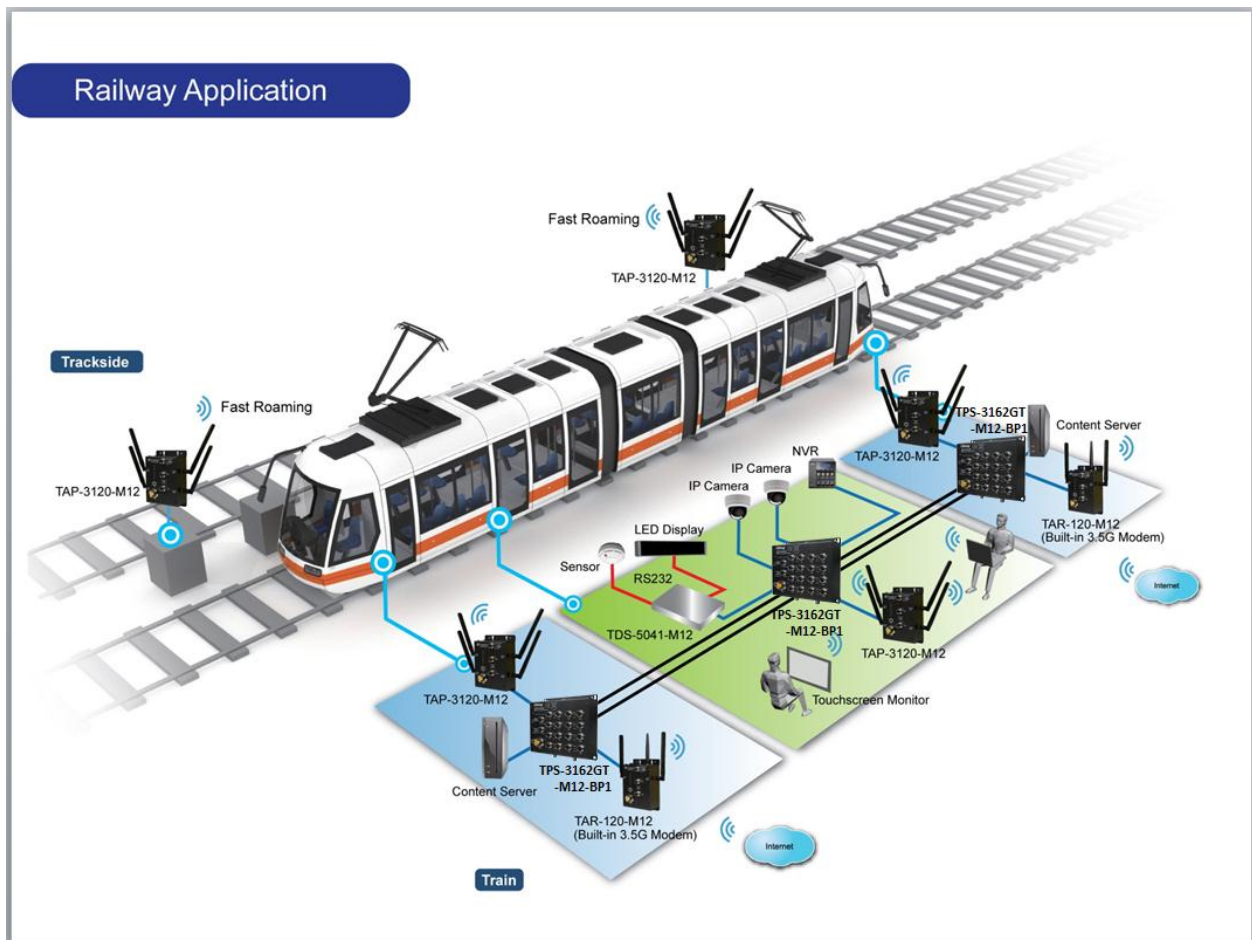 Railway Application
Fast Roaming
TAP-3120-M12
Trackside
Fast Roaming
TAP-3120-M12
TPS-3162GT
-M12-BP1
Content Server
TAP-3120-M12
NVR
IP Camera
IP Camera
TAR-120-M12
(Built-in 3.5G Modem)
LED Display
Sensor
RS232
Internet
TPS-3162GT
-M12-BP1
TDS-5041-M12
TAP-3120-M12
TAP-3120-M12
Touchscreen Monitor
TPS-3162GT
-M12-BP1
Content Server
TAR-120-M12
(Built-in 3.5G Modem)
Internet
Train